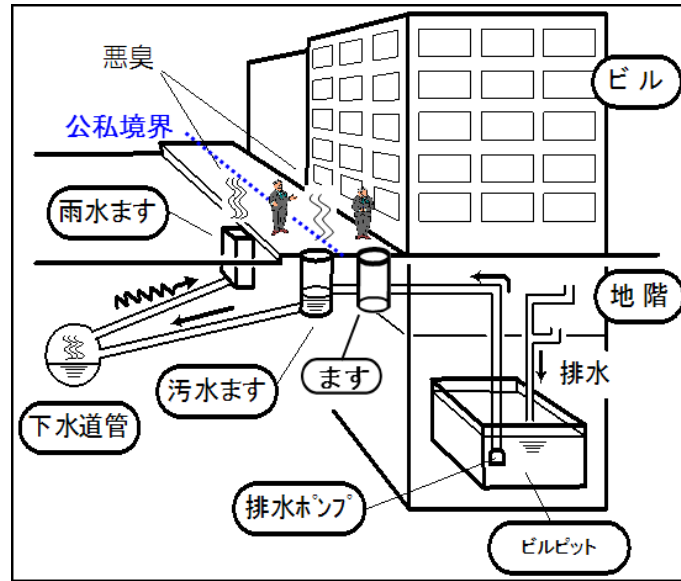 悪臭
ビル
公私境界
雨水ます
地階
ます
排水
汚水ます
下水道管
排水ﾎﾟﾝﾌﾟ
ビルピット